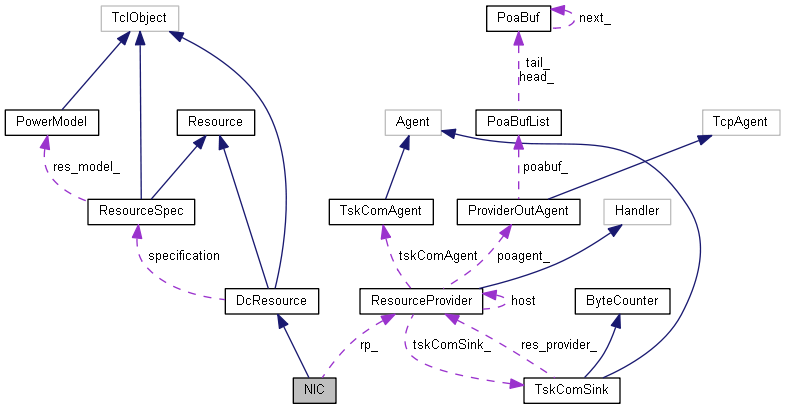 TclObject
PoaBuf
next_
tail_
head_
PowerModel
Resource
Agent
PoaBufList
TcpAgent
res_model_
poabuf_
ResourceSpec
TskComAgent
ProviderOutAgent
Handler
specification
tskComAgent
poagent_
DcResource
ResourceProvider
host
ByteCounter
rp_
tskComSink_
res_provider_
NIC
TskComSink